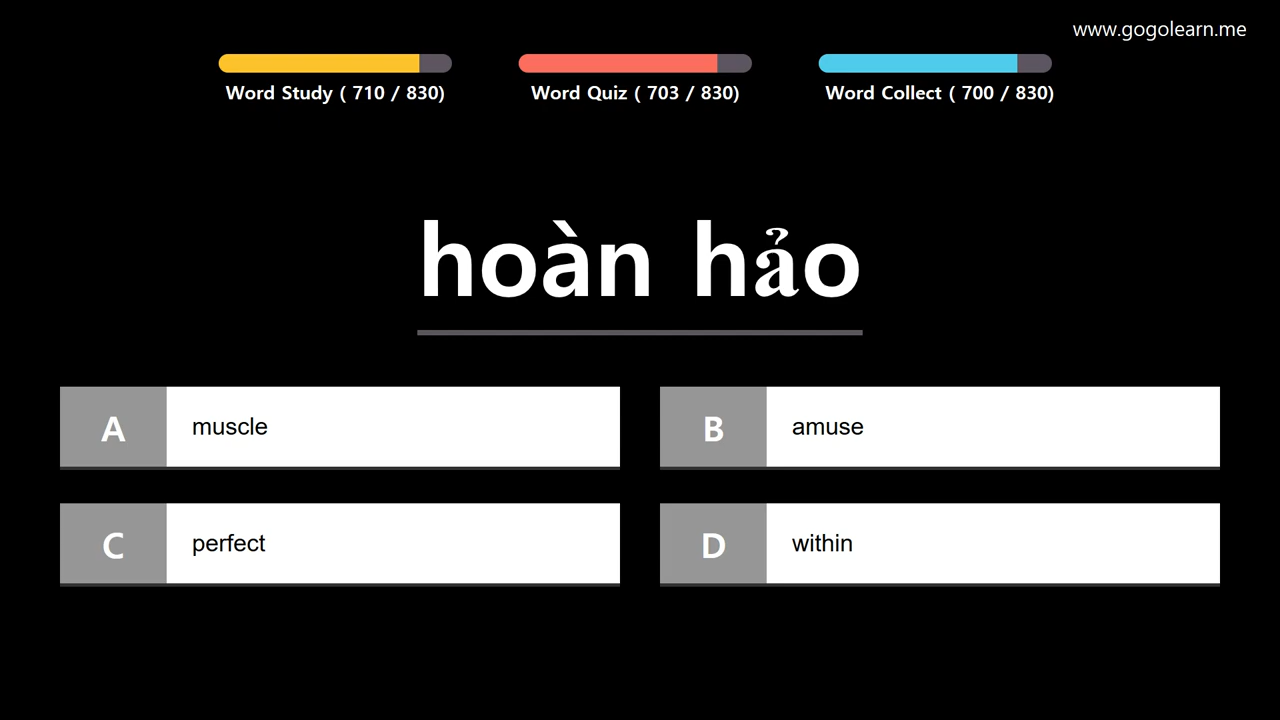 www.gogolearn.me
Word Study ( 710 / 830)
Word Quiz ( 703 / 830)
Word Collect ( 700 / 830)
hoàn hảo
A muscle
B amuse
C perfect
D within